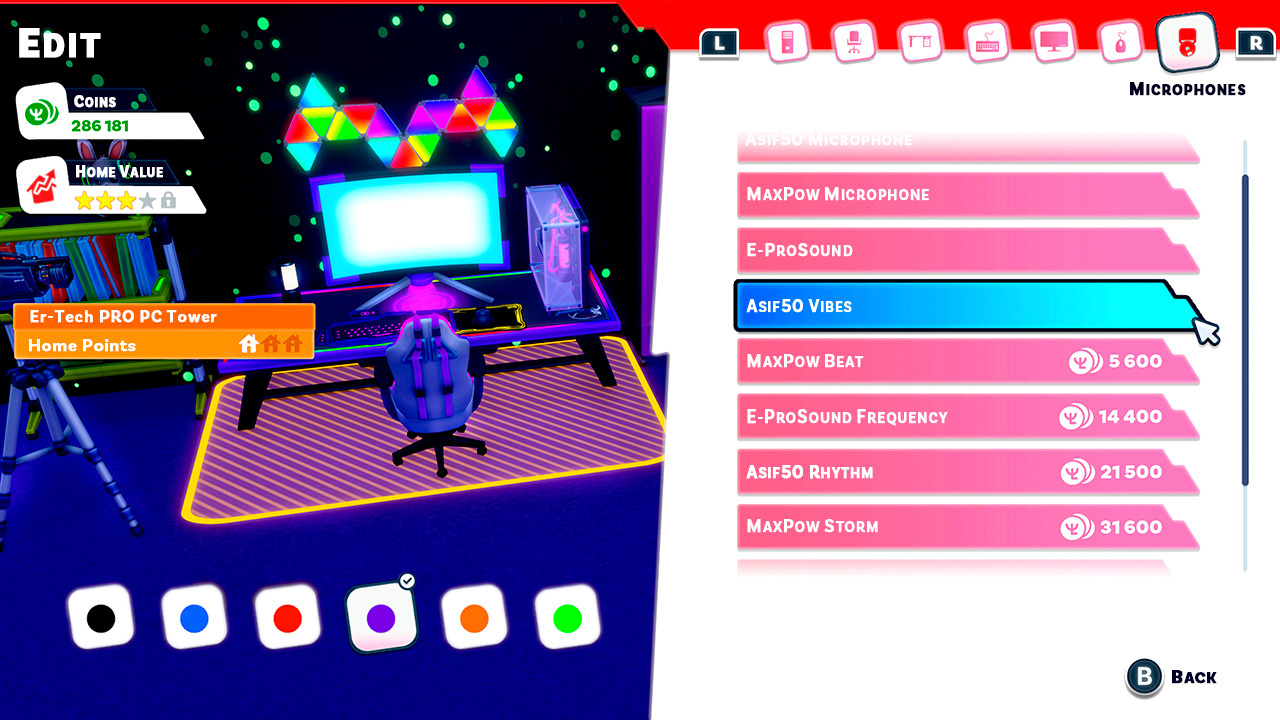 Edit
Coins
286 181
Home Value
Er-Tech PRO PC Tower
Home Points
L
R
Microphones
Asif50 Microphone
MaxPow Microphone
E-ProSound
Asif50 Vibes
MaxPow Beat 5 600
E-ProSound Frequency 14 400
Asif50 Rhythm 21 500
MaxPow Storm 31 600
B Back